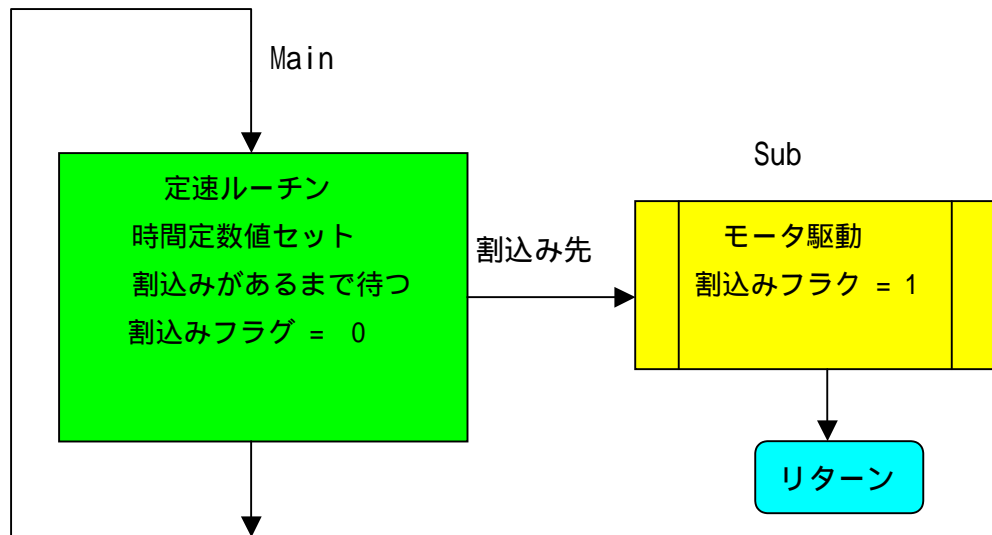 Main
定速ルーチン
時間定数値セット
割込みがあるまで待つ
割込みフラグ = 0
割込み先
Sub
モータ駆動
割込みフラク = 1
リターン